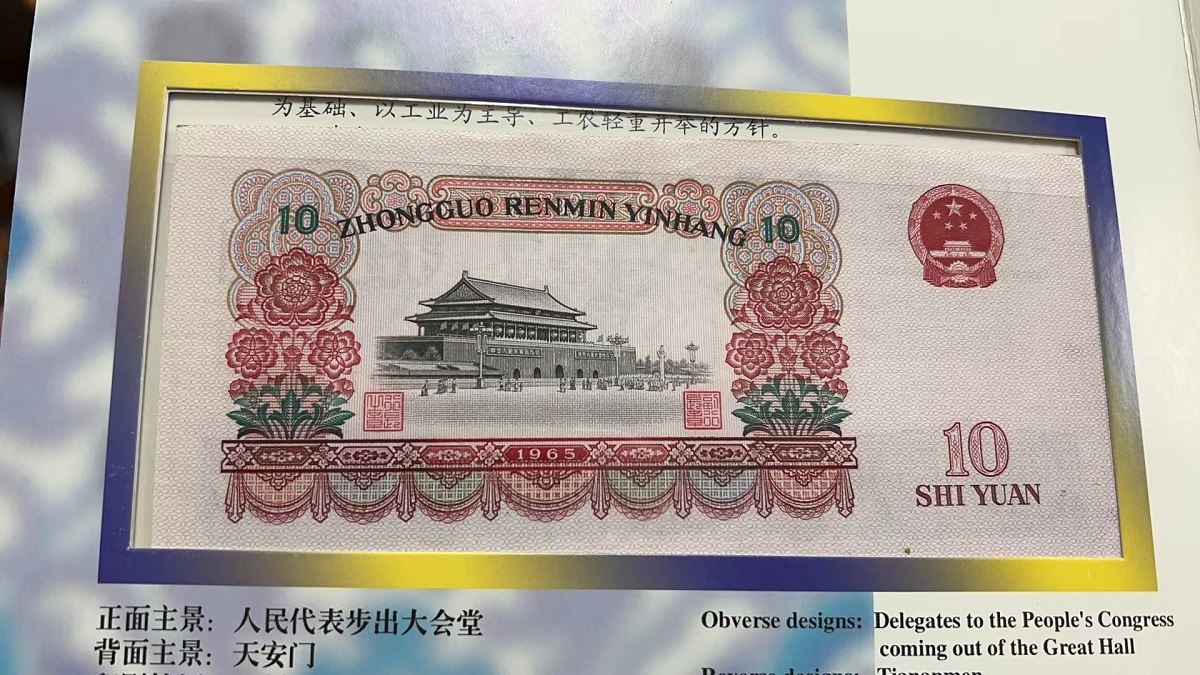 为基础、以工业为主导、工农轻重并举的方针。
10 ZHONGGUO RENMIN YINHANG 10
1965
10
SHI YUAN
正面主景：人民代表步出大会堂
背面主景：天安门
Obverse designs: Delegates to the People's Congress
coming out of the Great Hall
Reverse designs: Tiananmen